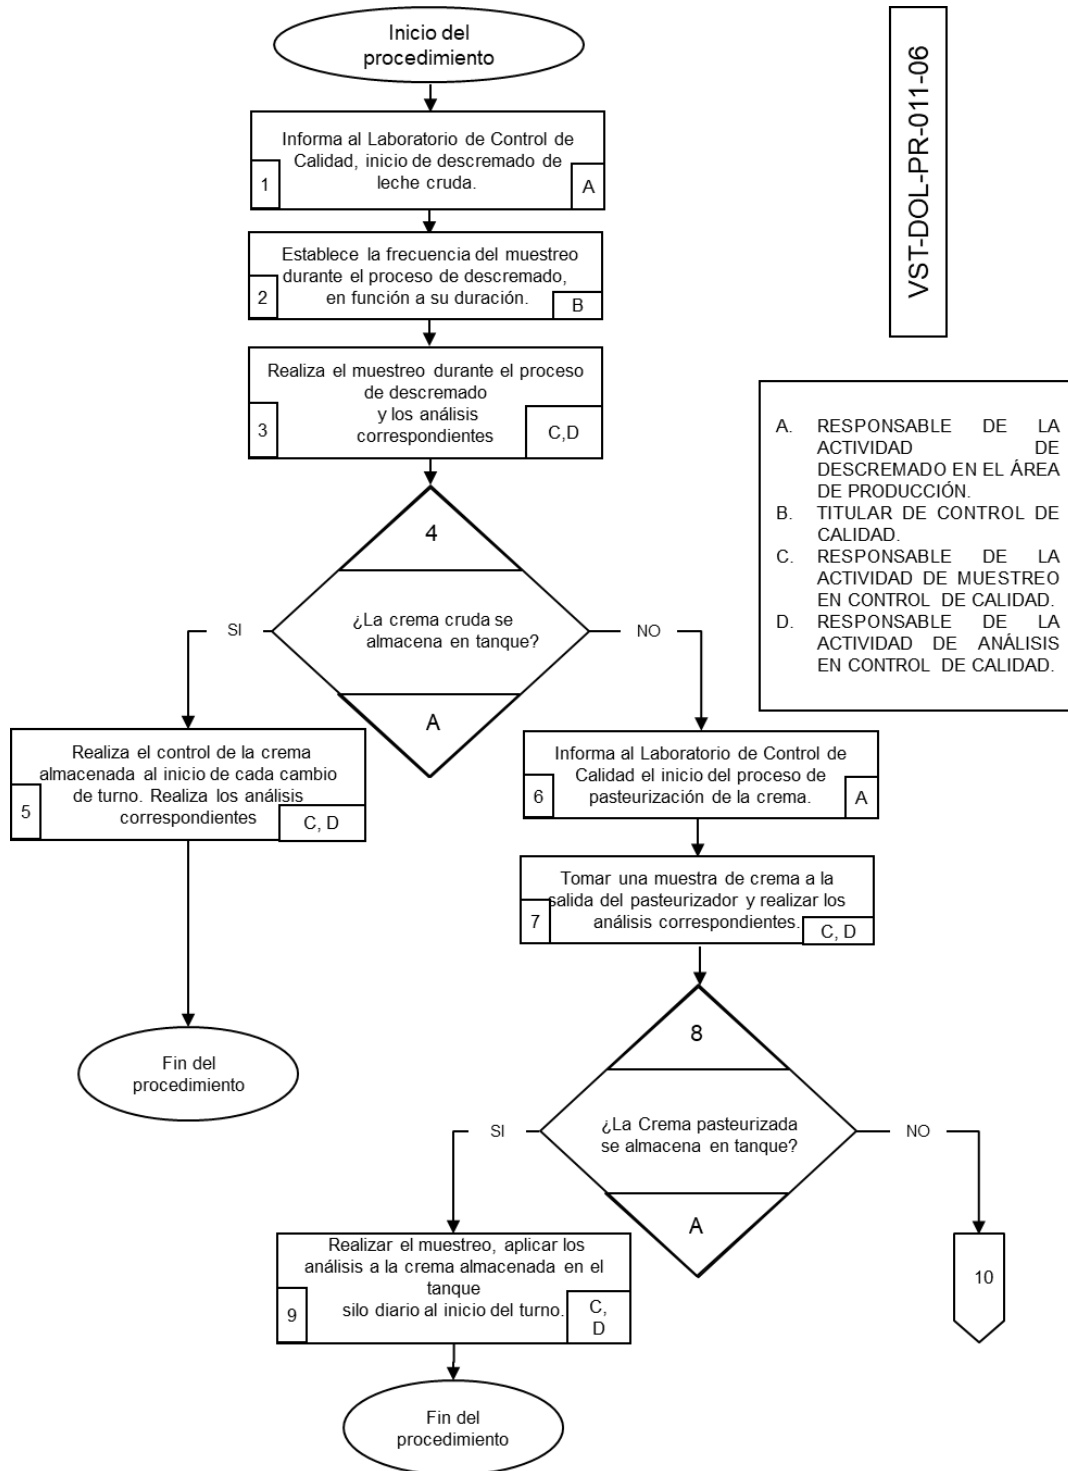 Inicio del
procedimiento
VST-DOL-PR-011-06
Informa al Laboratorio de Control de
Calidad, inicio de descremado de
leche cruda.
1
A
Establece la frecuencia del muestreo
durante el proceso de descremado,
en función a su duración.
2
B
Realiza el muestreo durante el proceso
de descremado
y los análisis
correspondientes
3
C,D
A. RESPONSABLE DE LA
ACTIVIDAD DE
DESCREMADO EN EL ÁREA
DE PRODUCCIÓN.
B. TITULAR DE CONTROL DE
CALIDAD.
C. RESPONSABLE DE LA
ACTIVIDAD DE MUESTREO
EN CONTROL DE CALIDAD.
D. RESPONSABLE DE LA
ACTIVIDAD DE ANÁLISIS
EN CONTROL DE CALIDAD.
4
¿La crema cruda se
almacena en tanque?
A
SI
NO
Realiza el control de la crema
almacenada al inicio de cada cambio
de turno. Realiza los análisis
correspondientes
5
C, D
Informa al Laboratorio de Control de
Calidad el inicio del proceso de
pasteurización de la crema.
6
A
Tomar una muestra de crema a la
salida del pasteurizador y realizar los
análisis correspondientes.
7
C, D
Fin del
procedimiento
8
¿La Crema pasteurizada
se almacena en tanque?
A
SI
NO
Realizar el muestreo, aplicar los
análisis a la crema almacenada en el
tanque
silo diario al inicio del turno.
9
C,
D
10
Fin del
procedimiento